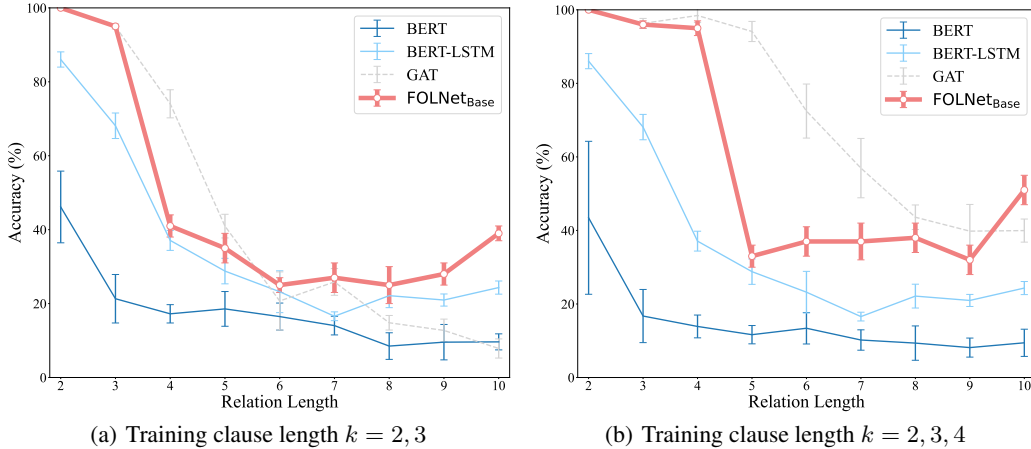 100
80
60
40
20
0
Accuracy (%)
2 3 4 5 6 7 8 9 10
Relation Length
BERT
BERT-LSTM
GAT
FOLNetBase
(a) Training clause length k = 2, 3
100
80
60
40
20
0
Accuracy (%)
2 3 4 5 6 7 8 9 10
Relation Length
BERT
BERT-LSTM
GAT
FOLNetBase
(b) Training clause length k = 2, 3, 4